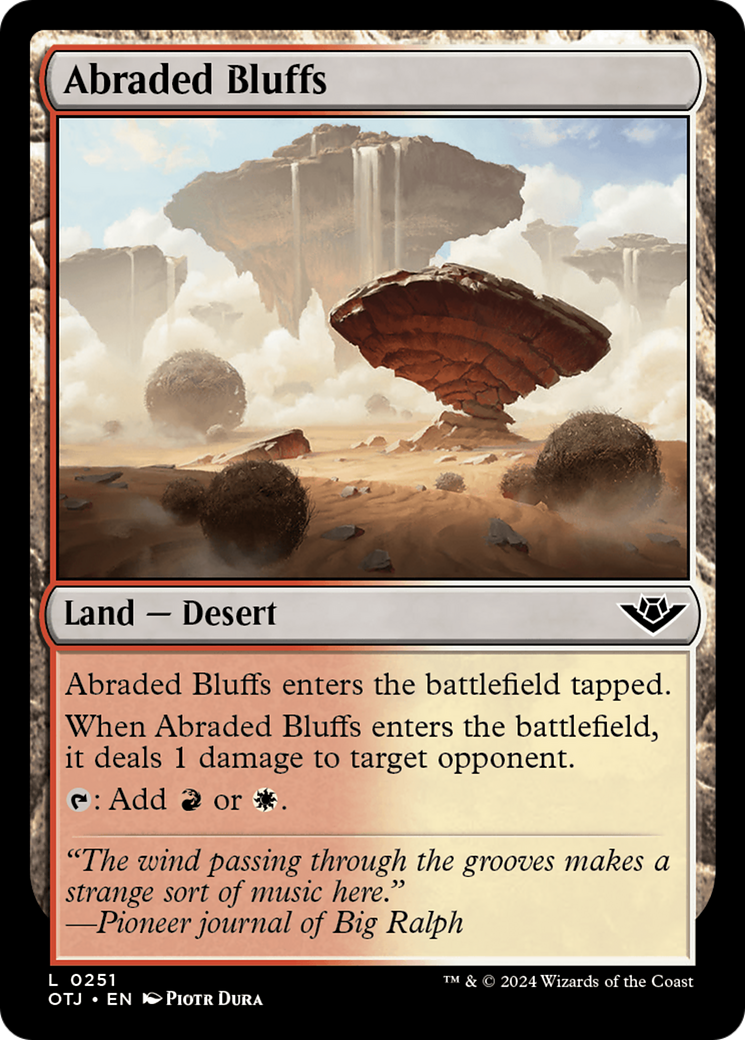 Abraded Bluffs
Land — Desert
Abraded Bluffs enters the battlefield tapped.
When Abraded Bluffs enters the battlefield,
it deals 1 damage to target opponent.
: Add or .
“The wind passing through the grooves makes a
strange sort of music here.”
—Pioneer journal of Big Ralph
L 0251
OTJ • EN Piotr Dura
™ & © 2024 Wizards of the Coast